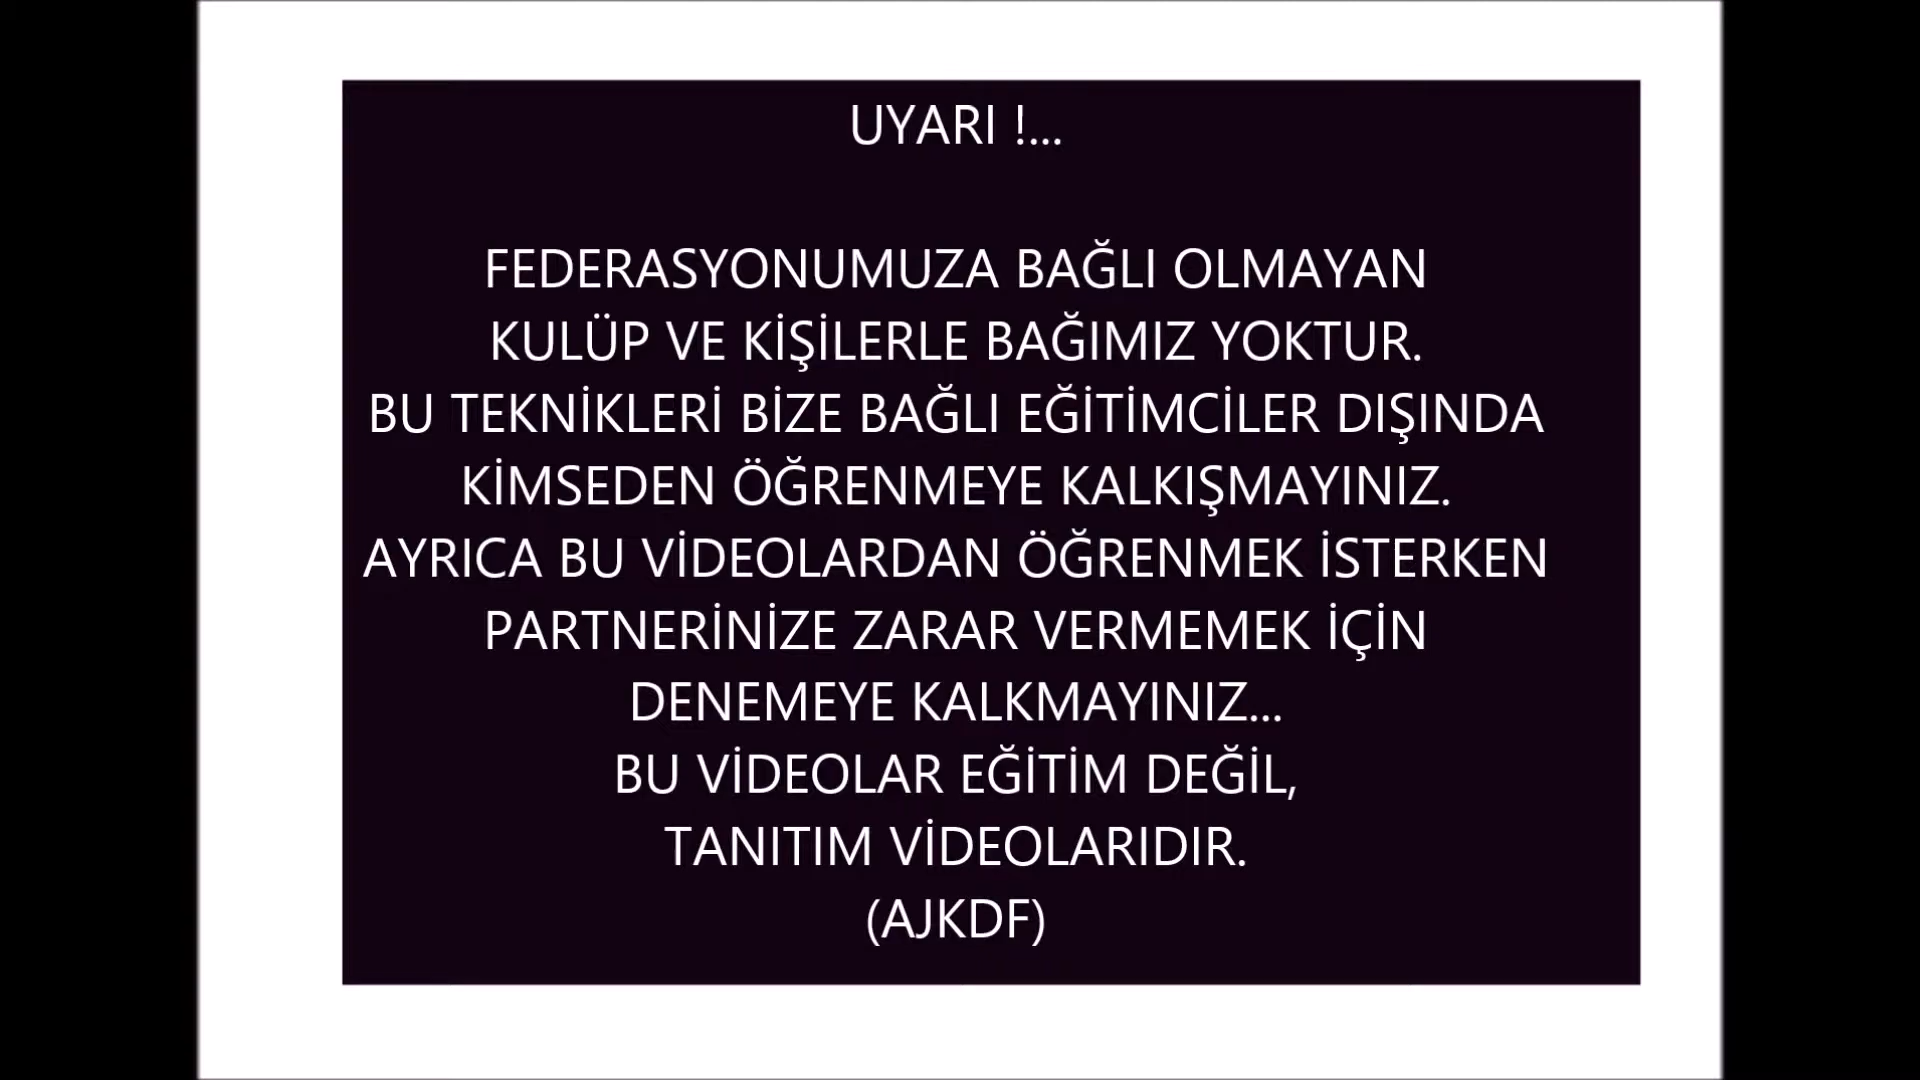 UYARI !...
FEDERASYONUMUZA BAĞLI OLMAYAN
KULÜP VE KİŞİLERLE BAĞIMIZ YOKTUR.
BU TEKNİKLERİ BİZE BAĞLI EĞİTİMCİLER DIŞINDA
KİMSEDEN ÖĞRENMEYE KALKIŞMAYINIZ.
AYRICA BU VİDEOLARDAN ÖĞRENMEK İSTERKEN
PARTNERİNİZE ZARAR VERMEMEK İÇİN
DENEMEYE KALKMAYINIZ...
BU VİDEOLAR EĞİTİM DEĞİL,
TANITIM VİDEOLARIDIR.
(AJKDF)